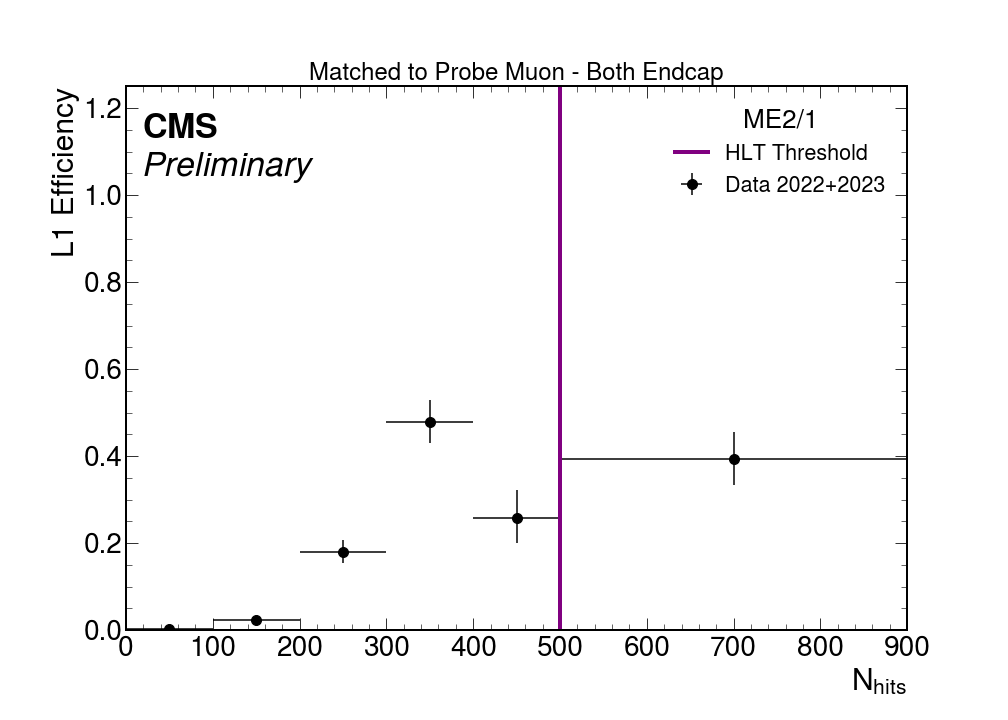 Matched to Probe Muon - Both Endcap
L1 Efficiency
1.2
1.0
0.8
0.6
0.4
0.2
0.0
CMS
Preliminary
ME2/1
HLT Threshold
Data 2022+2023
0 100 200 300 400 500 600 700 800 900
N_hits